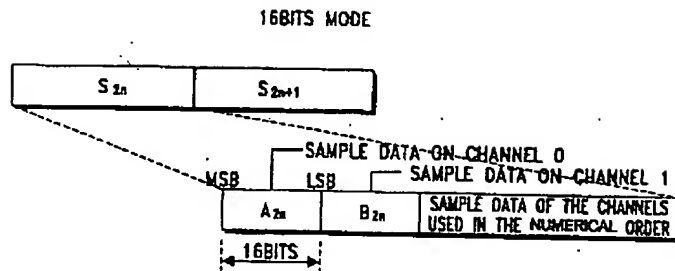 16BITS MODE
S2n S2n+1
SAMPLE DATA ON CHANNEL 0
MSB LSB SAMPLE DATA ON CHANNEL 1
A2n B2n SAMPLE DATA OF THE CHANNELS
USED IN THE NUMERICAL ORDER
16BITS